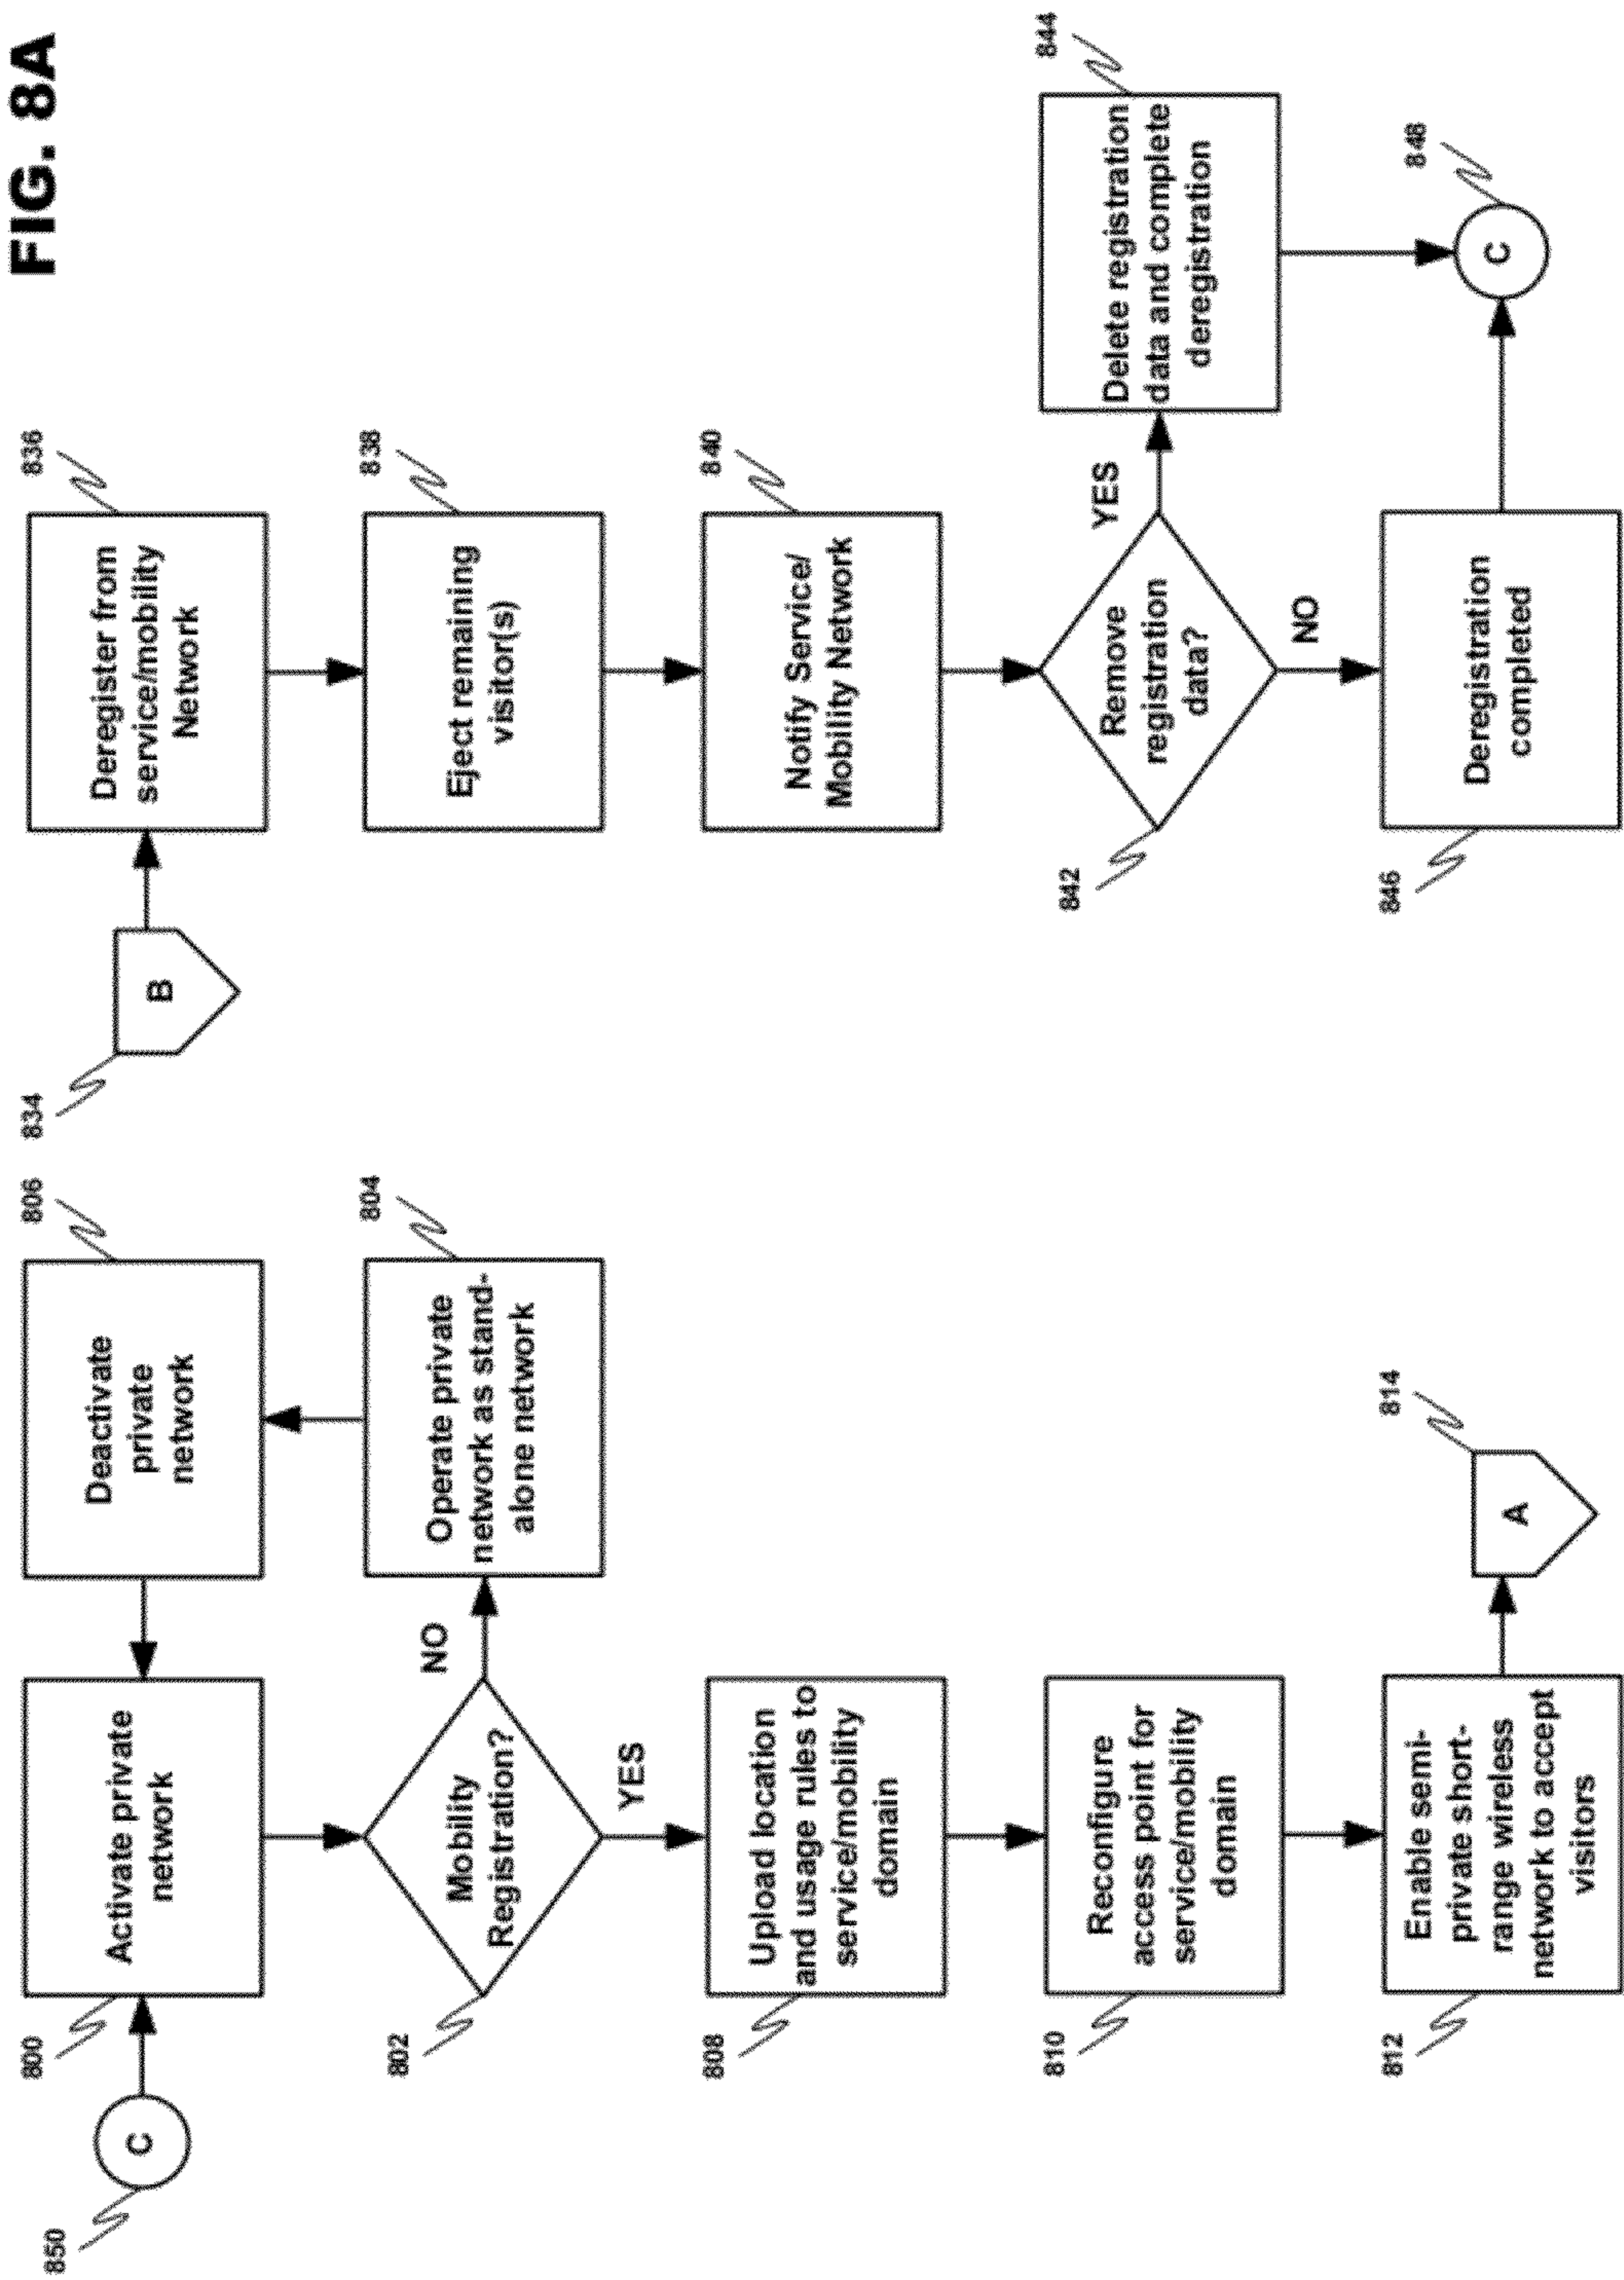 FIG. 8A
850
C
800
Activate private
network
806
Deactivate
private
network
802
Mobility
Registration?
NO
804
Operate private
network as stand-
alone network
YES
808
Upload location
and usage rules to
service/mobility
domain
810
Reconfigure
access point for
service/mobility
domain
812
Enable semi-
private short-
range wireless
network to accept
visitors
814
A
834
B
836
Deregister from
service/mobility
Network
838
Eject remaining
visitor(s)
840
Notify Service/
Mobility Network
842
Remove
registration
data?
YES
844
Delete registration
data and complete
deregistration
NO
846
Deregistration
completed
848
C